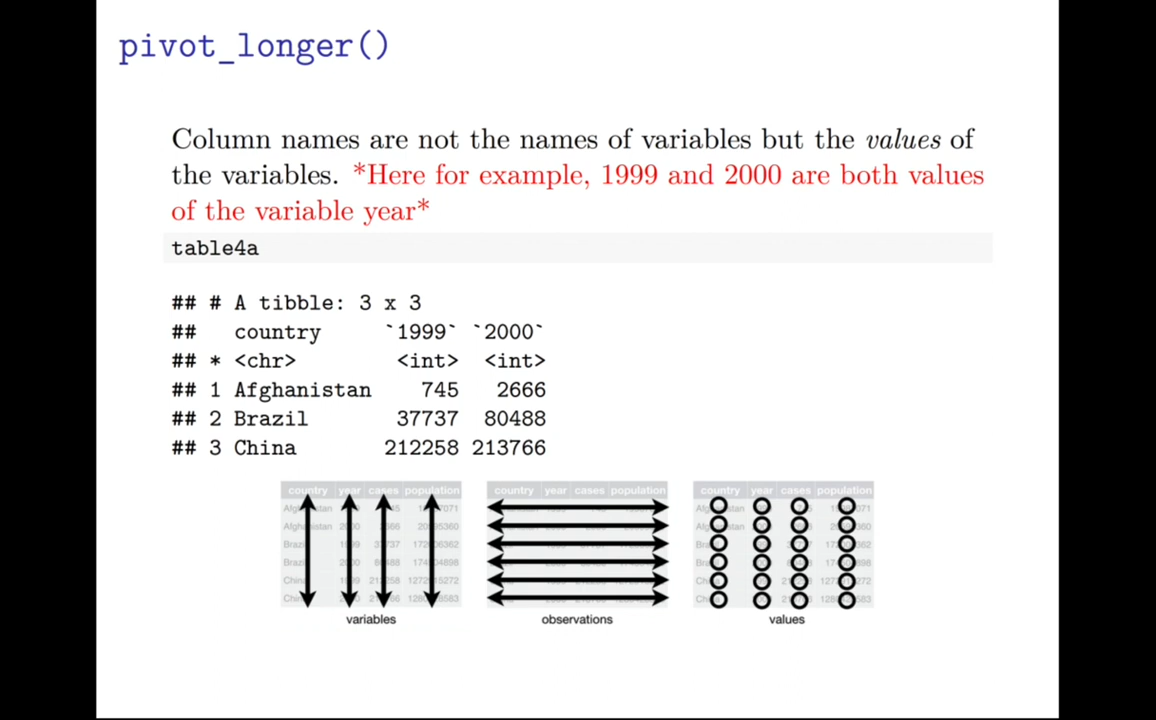 pivot_longer()
Column names are not the names of variables but the values of
the variables. *Here for example, 1999 and 2000 are both values
of the variable year*
table4a
## # A tibble: 3 x 3
##   country     `1999` `2000`
## * <chr>        <int>  <int>
## 1 Afghanistan    745   2666
## 2 Brazil       37737  80488
## 3 China       212258 213766
country year cases population country year cases population country year cases population
variables observations values